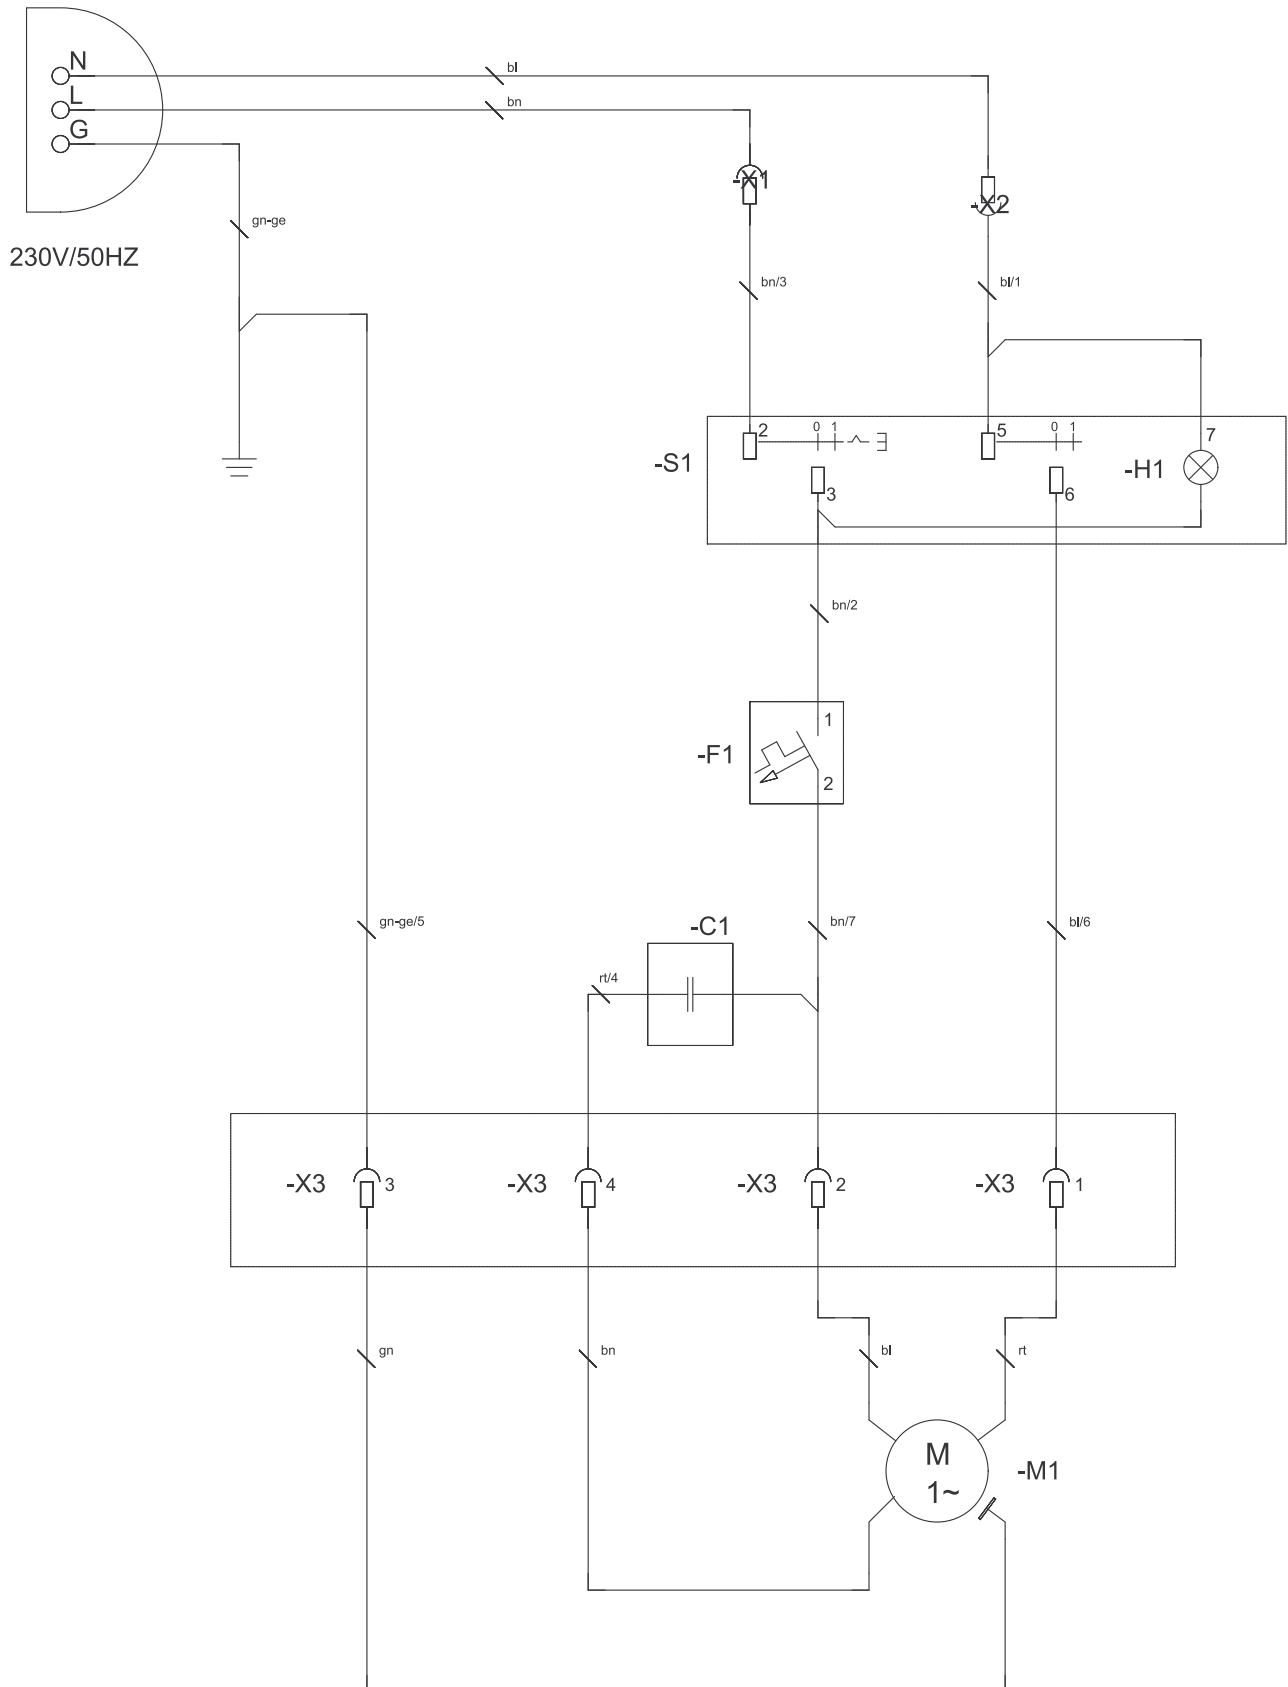 N
bl
L
bn
G
-X1
-X2
gn-ge
230V/50HZ
bn/3
bl/1
2 0 1 5 0 1 7
-S1 -H1
3 6
bn/2
1
-F1
2
gn-ge/5 -C1 bn/7 bl/6
rt/4
-X3 3 -X3 4 -X3 2 -X3 1
gn bn bl rt
M
1~
-M1